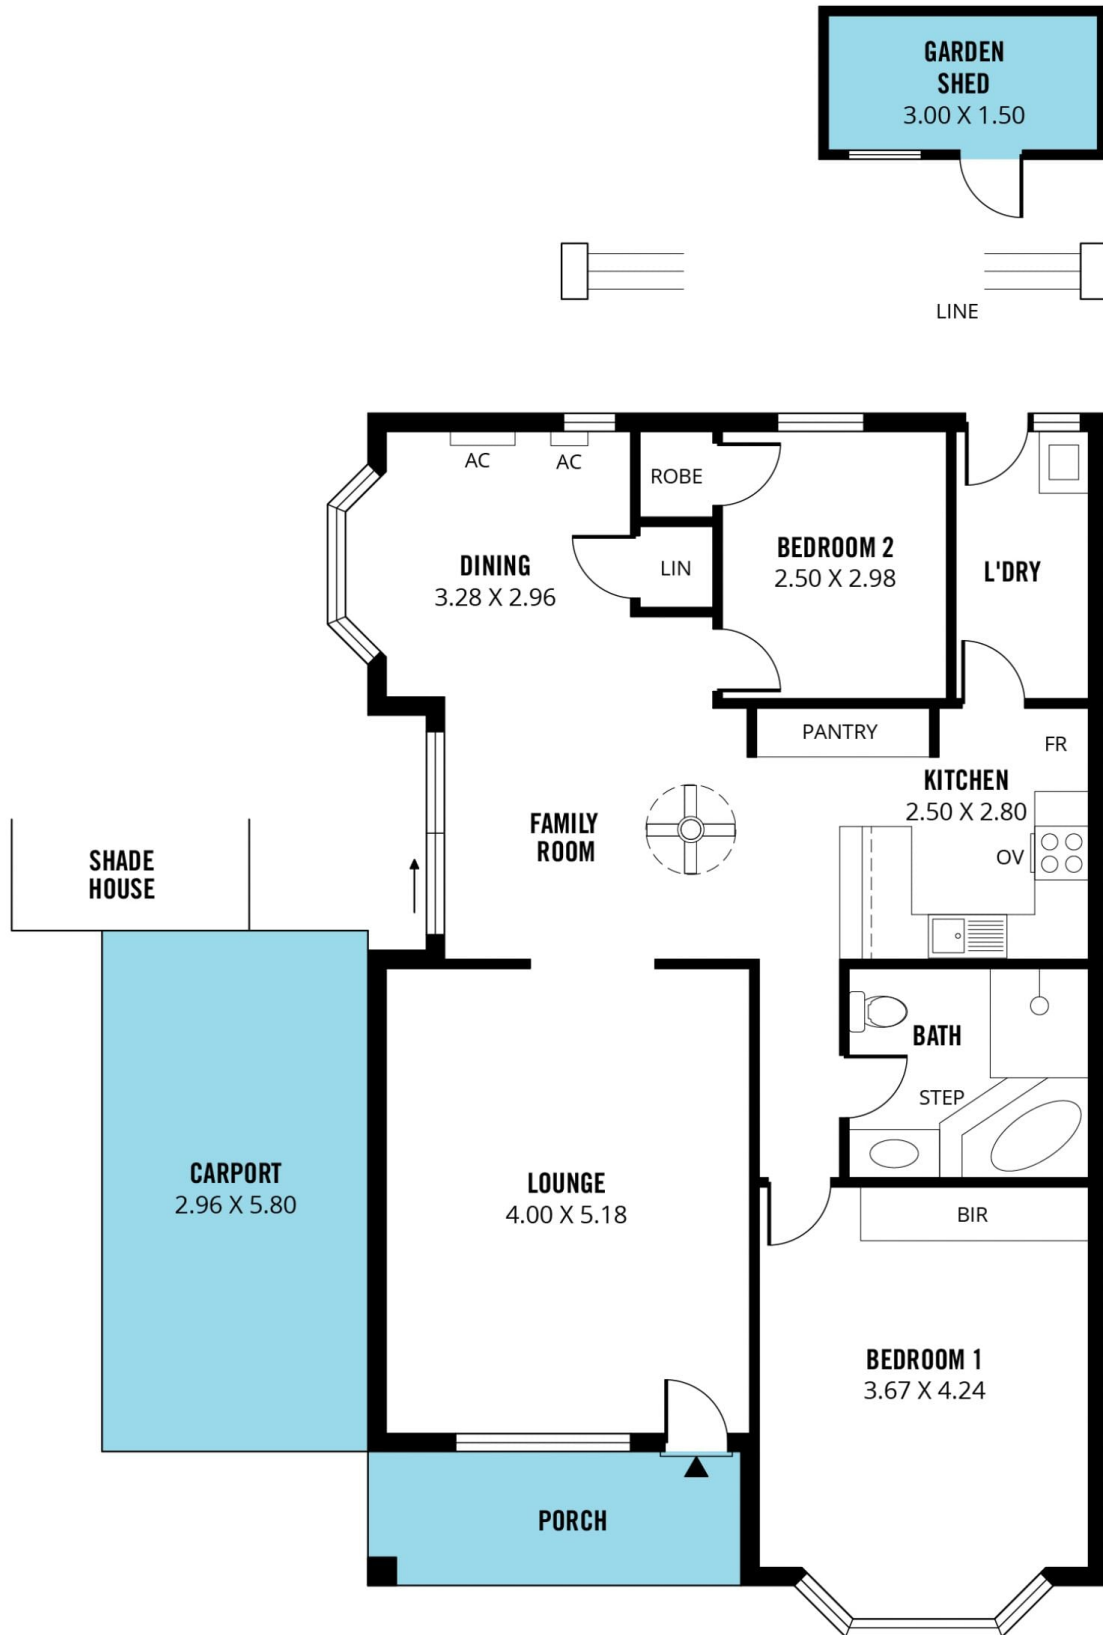 GARDEN
SHED
3.00 X 1.50
LINE
AC
AC
ROBE
BEDROOM 2
2.50 X 2.98
DINING
3.28 X 2.96
LIN
L'DRY
PANTRY
FR
KITCHEN
2.50 X 2.80
FAMILY
ROOM
OV
SHADE
HOUSE
BATH
STEP
CARPORT
2.96 X 5.80
LOUNGE
4.00 X 5.18
BIR
BEDROOM 1
3.67 X 4.24
PORCH